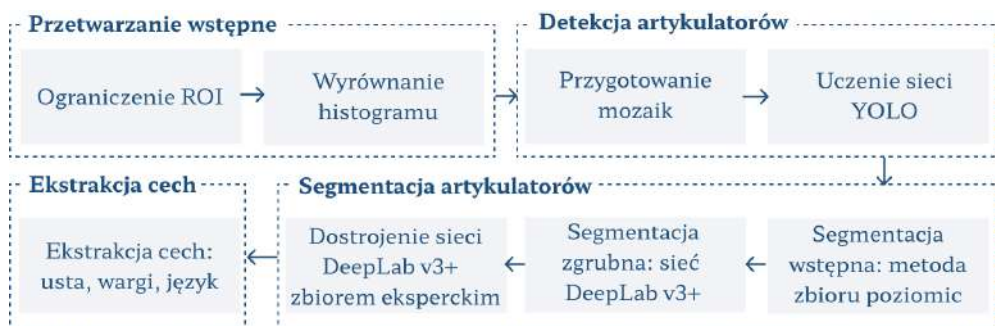 Przetwarzanie wstępne
Ograniczenie ROI
Wyrównanie
histogramu
Detekcja artykulatorów
Przygotowanie
mozaik
Uczenie sieci
YOLO
Segmentacja artykulatorów
Segmentacja
wstępna: metoda
zbioru poziomic
Segmentacja
zgrubna: sieć
DeepLab v3+
Dostrojenie sieci
DeepLab v3+
zbiorem eksperckim
Ekstrakcja cech
Ekstrakcja cech:
usta, wargi, język